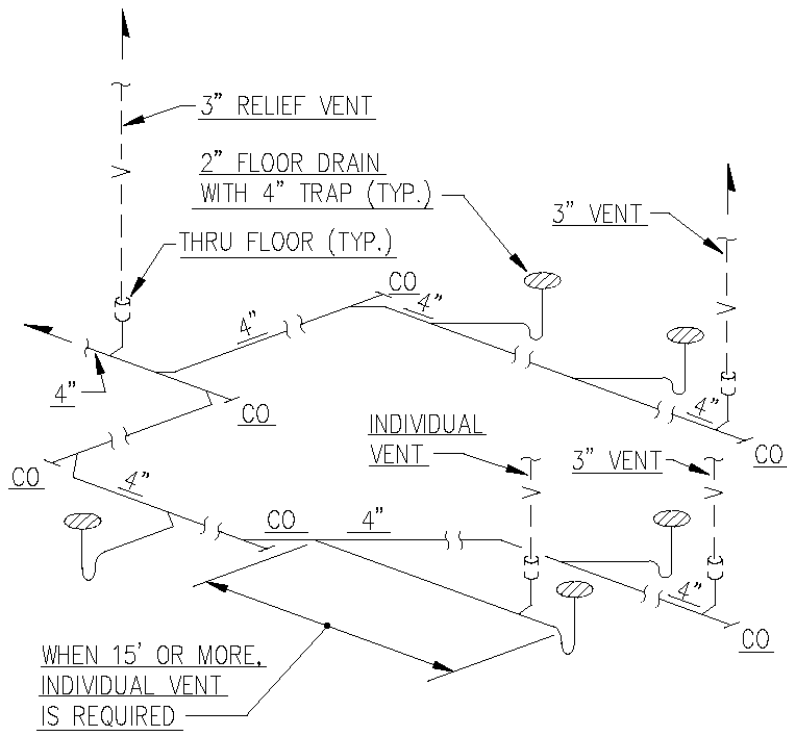 3" RELIEF VENT
2" FLOOR DRAIN
WITH 4" TRAP (TYP.)
3" VENT
THRU FLOOR (TYP.)
CO
4"
4"
4"
CO
4"
CO
INDIVIDUAL
VENT
3" VENT
CO
4"
CO
4"
4"
CO
WHEN 15' OR MORE,
INDIVIDUAL VENT
IS REQUIRED